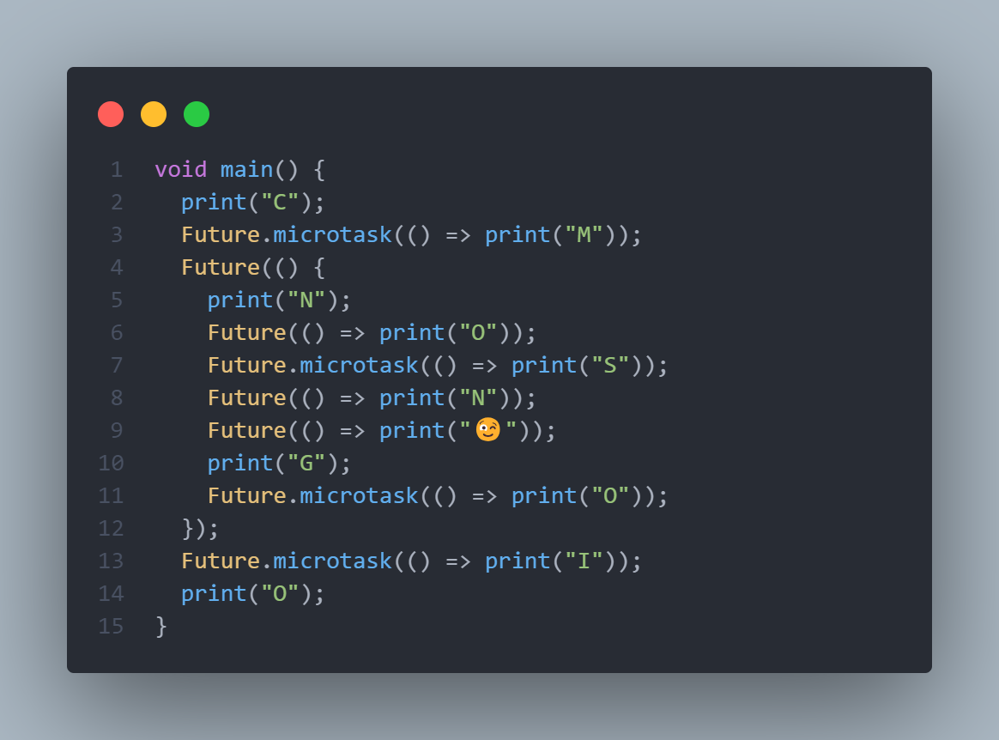 1 void main() {
2   print("C");
3   Future.microtask(() => print("M"));
4   Future(() {
5     print("N");
6     Future(() => print("O"));
7     Future.microtask(() => print("S"));
8     Future(() => print("N"));
9     Future(() => print("😉"));
10     print("G");
11     Future.microtask(() => print("O"));
12   });
13   Future.microtask(() => print("I"));
14   print("O");
15 }